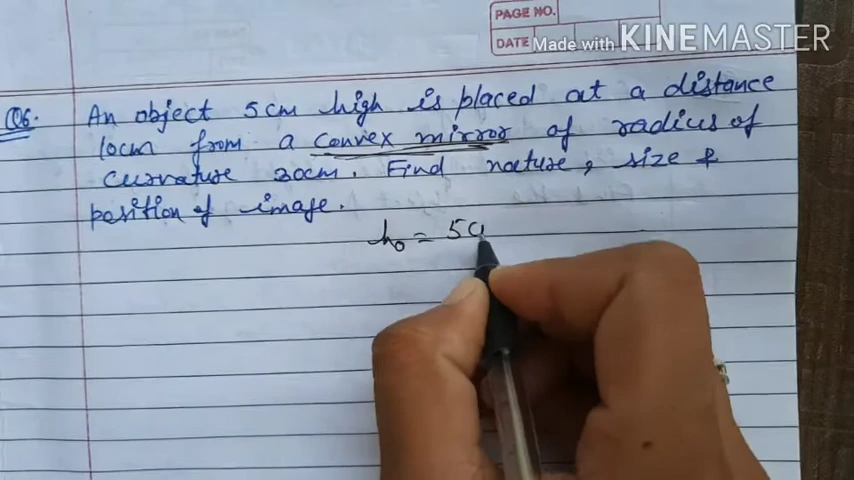 PAGE NO.
DATE
Made with KINEMASTER
Q6. An object 5cm high is placed at a distance
10cm from a convex mirror of radius of
curvature 30cm. Find nature, size &
position of image.
h₀ = 5c